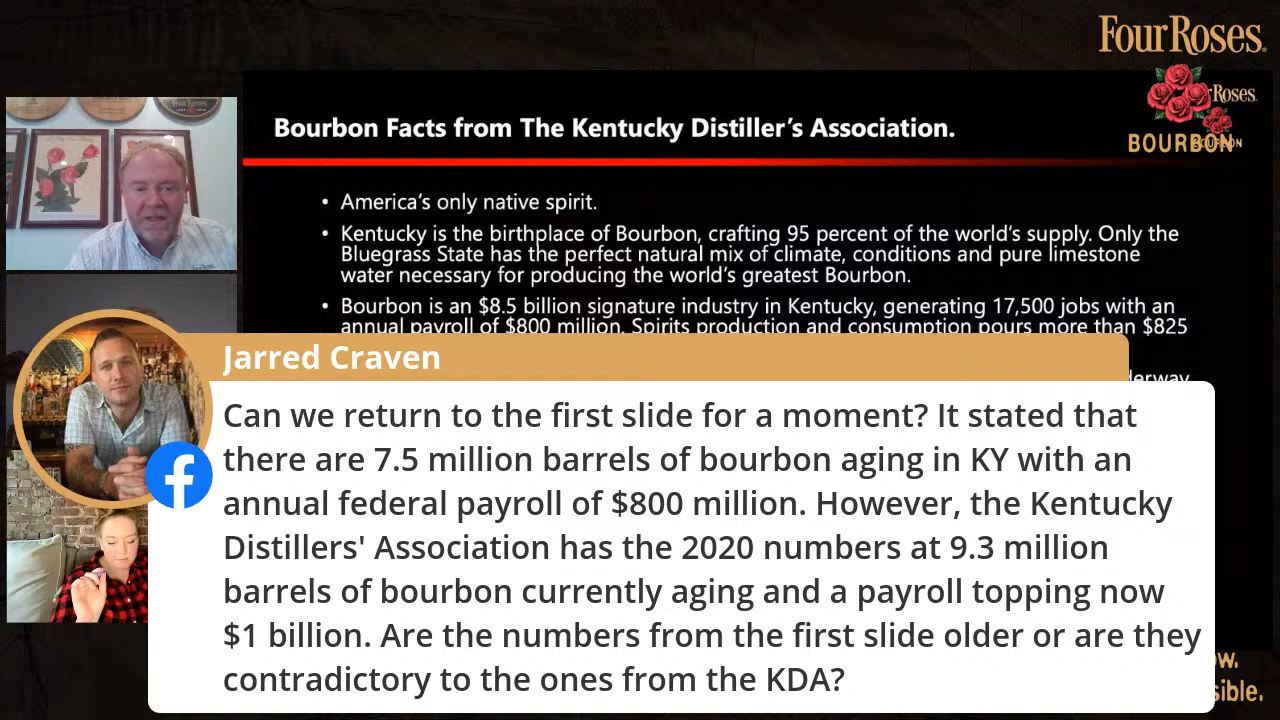 Four Roses
Roses
BOURBON
Bourbon Facts from The Kentucky Distiller’s Association.
• America’s only native spirit.
• Kentucky is the birthplace of Bourbon, crafting 95 percent of the world’s supply. Only the
Bluegrass State has the perfect natural mix of climate, conditions and pure limestone
water necessary for producing the world’s greatest Bourbon.
• Bourbon is an $8.5 billion signature industry in Kentucky, generating 17,500 jobs with an
annual payroll of $800 million. Spirits production and consumption pours more than $825
Jarred Craven
Can we return to the first slide for a moment? It stated that
there are 7.5 million barrels of bourbon aging in KY with an
annual federal payroll of $800 million. However, the Kentucky
Distillers' Association has the 2020 numbers at 9.3 million
barrels of bourbon currently aging and a payroll topping now
$1 billion. Are the numbers from the first slide older or are they
contradictory to the ones from the KDA?